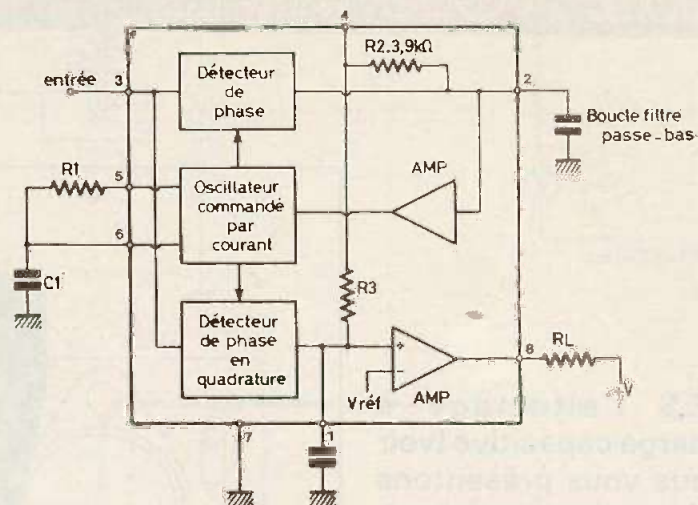 4
R2.3,9kΩ
entrée
3
Détecteur
de
phase
2
Boucle filtre
passe-bas
R1
5
Oscillateur
commandé
par
courant
AMP
6
C1
R3
Détecteur
de phase
en
quadrature
+
-
Vréf
AMP
8
RL
V
7
1